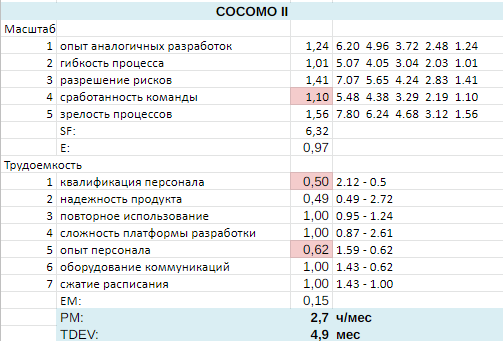 COCOMO II
Масштаб
1 опыт аналогичных разработок 1,24 6.20 4.96 3.72 2.48 1.24
2 гибкость процесса 1,01 5.07 4.05 3.04 2.03 1.01
3 разрешение рисков 1,41 7.07 5.65 4.24 2.83 1.41
4 сработанность команды 1,10 5.48 4.38 3.29 2.19 1.10
5 зрелость процессов 1,56 7.80 6.24 4.68 3.12 1.56
SF: 6,32
E: 0,97
Трудоемкость
1 квалификация персонала 0,50 2.12 - 0.5
2 надежность продукта 0,49 0.49 - 2.72
3 повторное использование 1,00 0.95 - 1.24
4 сложность платформы разработки 1,00 0.87 - 2.61
5 опыт персонала 0,62 1.59 - 0.62
6 оборудование коммуникаций 1,00 1.43 - 0.62
7 сжатие расписания 1,00 1.43 - 1.00
EM: 0,15
PM: 2,7 ч/мес
TDEV: 4,9 мес